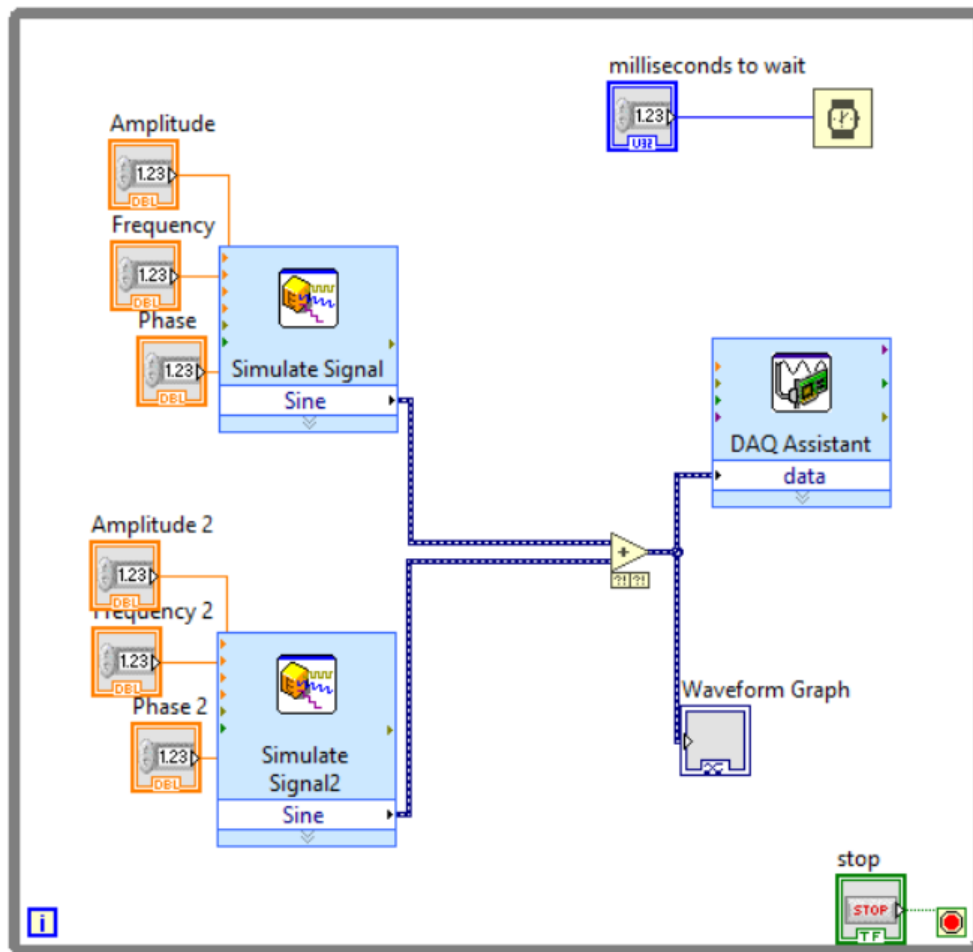 milliseconds to wait
1.23
U32
Amplitude
1.23
DBL
Frequency
1.23
DBL
Phase
1.23
DBL
Simulate Signal
Sine
DAQ Assistant
data
Amplitude 2
1.23
DBL
Frequency 2
1.23
DBL
Phase 2
1.23
DBL
Simulate
Signal2
Sine
+
?! ?!
Waveform Graph
stop
STOP
TF
i